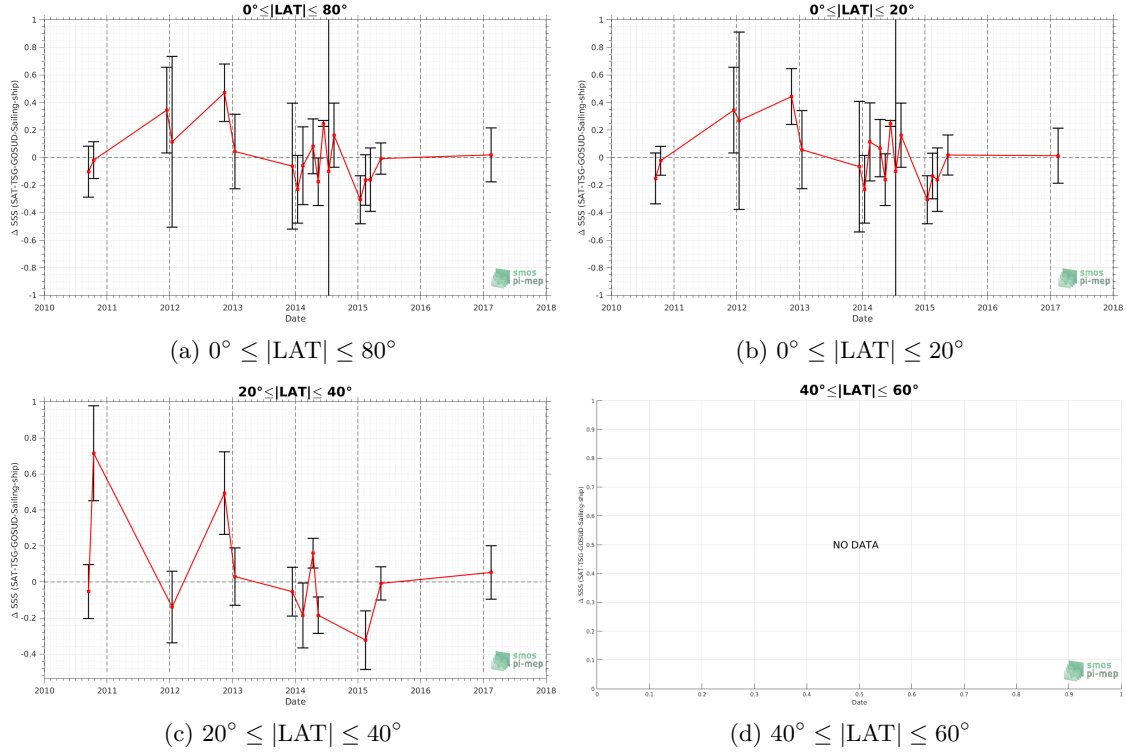 0°≤|LAT|≤ 80°
1
0.8
0.6
0.4
0.2
0
-0.2
-0.4
-0.6
-0.8
-1
Δ SSS (SAT-TSG-GOSUD-Sailing-ship)
2010 2011 2012 2013 2014 2015 2016 2017 2018
Date
smos
pi-mep
(a) 0° ≤ |LAT| ≤ 80°
0°≤|LAT|≤ 20°
1
0.8
0.6
0.4
0.2
0
-0.2
-0.4
-0.6
-0.8
-1
Δ SSS (SAT-TSG-GOSUD-Sailing-ship)
2010 2011 2012 2013 2014 2015 2016 2017 2018
Date
smos
pi-mep
(b) 0° ≤ |LAT| ≤ 20°
20°≤|LAT|≤ 40°
1
0.8
0.6
0.4
0.2
0
-0.2
-0.4
Δ SSS (SAT-TSG-GOSUD-Sailing-ship)
2010 2011 2012 2013 2014 2015 2016 2017 2018
Date
smos
pi-mep
(c) 20° ≤ |LAT| ≤ 40°
40°≤|LAT|≤ 60°
1
0.9
0.8
0.7
0.6
0.5
0.4
0.3
0.2
0.1
0
Δ SSS (SAT-TSG-GOSUD-Sailing-ship)
NO DATA
0 0.1 0.2 0.3 0.4 0.5 0.6 0.7 0.8 0.9 1
Date
smos
pi-mep
(d) 40° ≤ |LAT| ≤ 60°